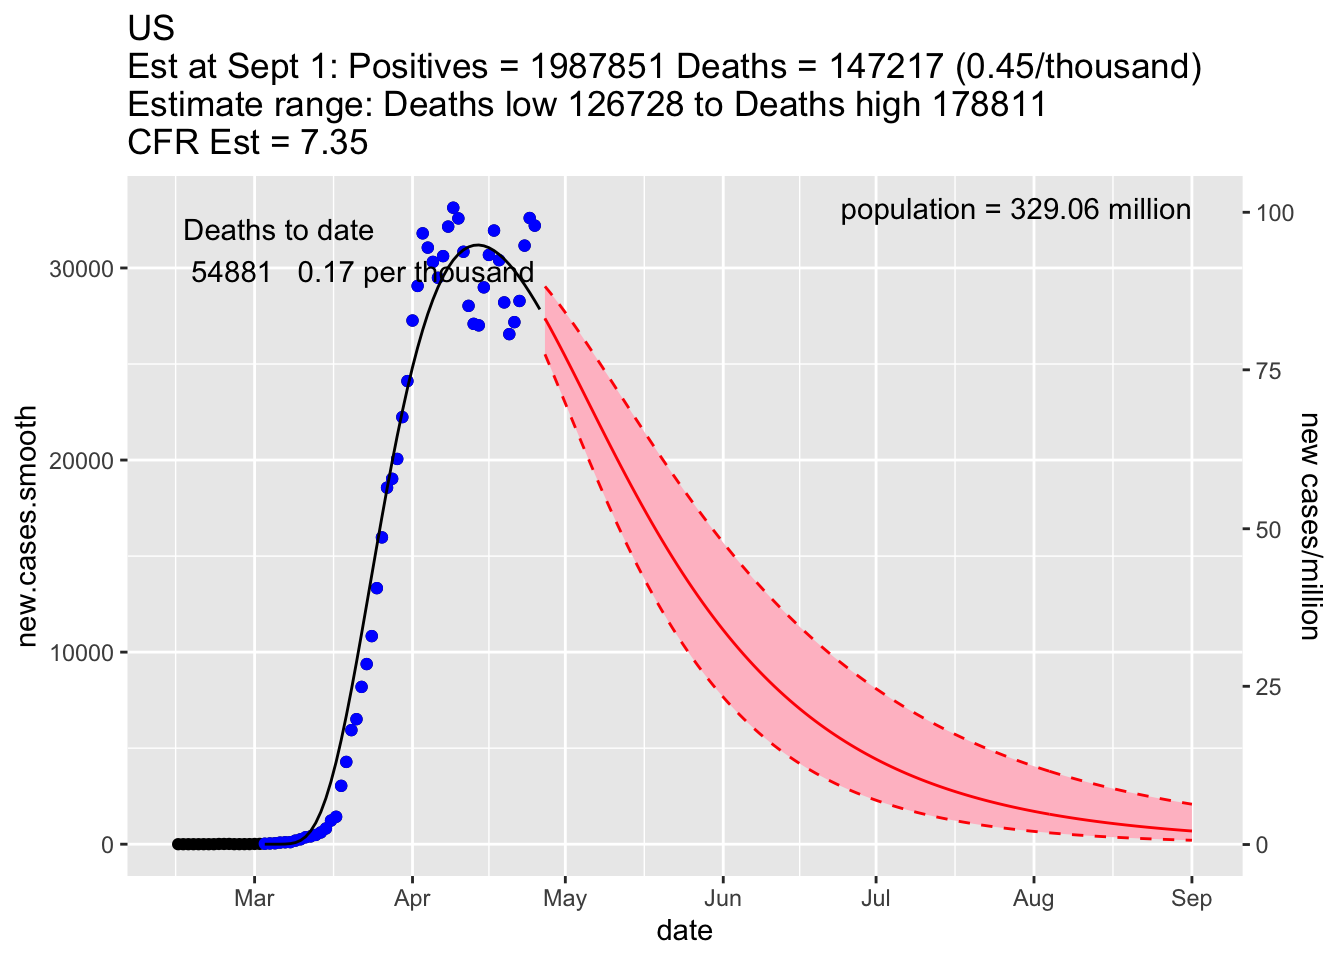 US
Est at Sept 1: Positives = 1987851 Deaths = 147217 (0.45/thousand)
Estimate range: Deaths low 126728 to Deaths high 178811
CFR Est = 7.35
Deaths to date
54881 0.17 per thousand
population = 329.06 million
30000
20000
10000
0
new.cases.smooth
100
75
50
25
0
new cases/million
Mar Apr May Jun Jul Aug Sep
date